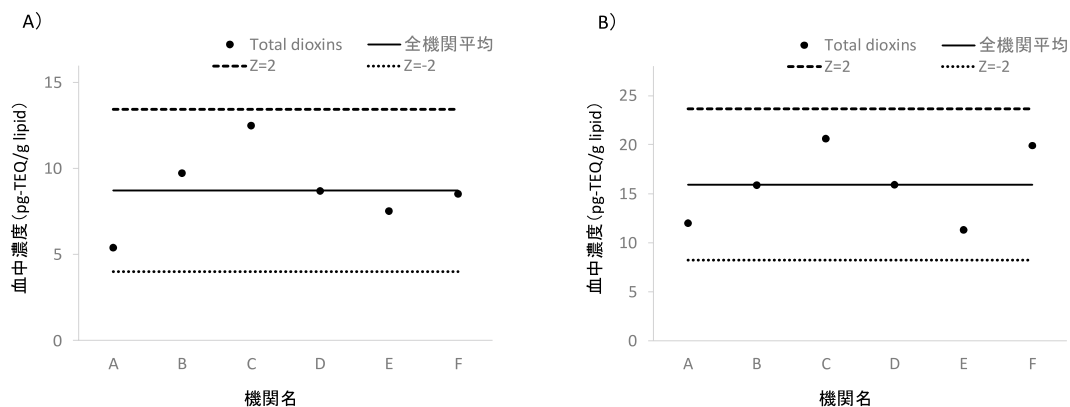 A)
Total dioxins
全機関平均
Z=2
Z=-2
血中濃度(pg-TEQ/g lipid)
15
10
5
0
A B C D E F
機関名
B)
Total dioxins
全機関平均
Z=2
Z=-2
血中濃度(pg-TEQ/g lipid)
25
20
15
10
5
0
A B C D E F
機関名